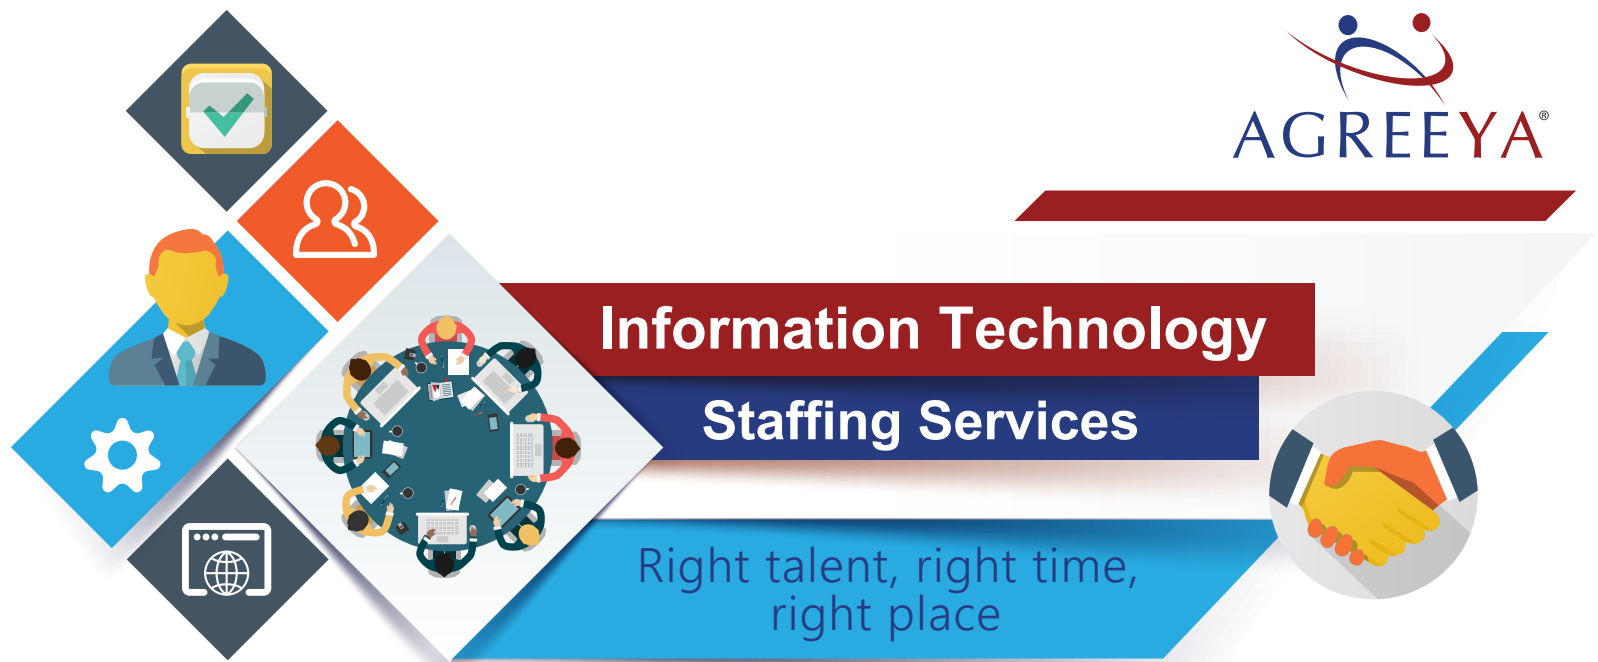 AGREEYA®
Information Technology
Staffing Services
Right talent, right time,
right place